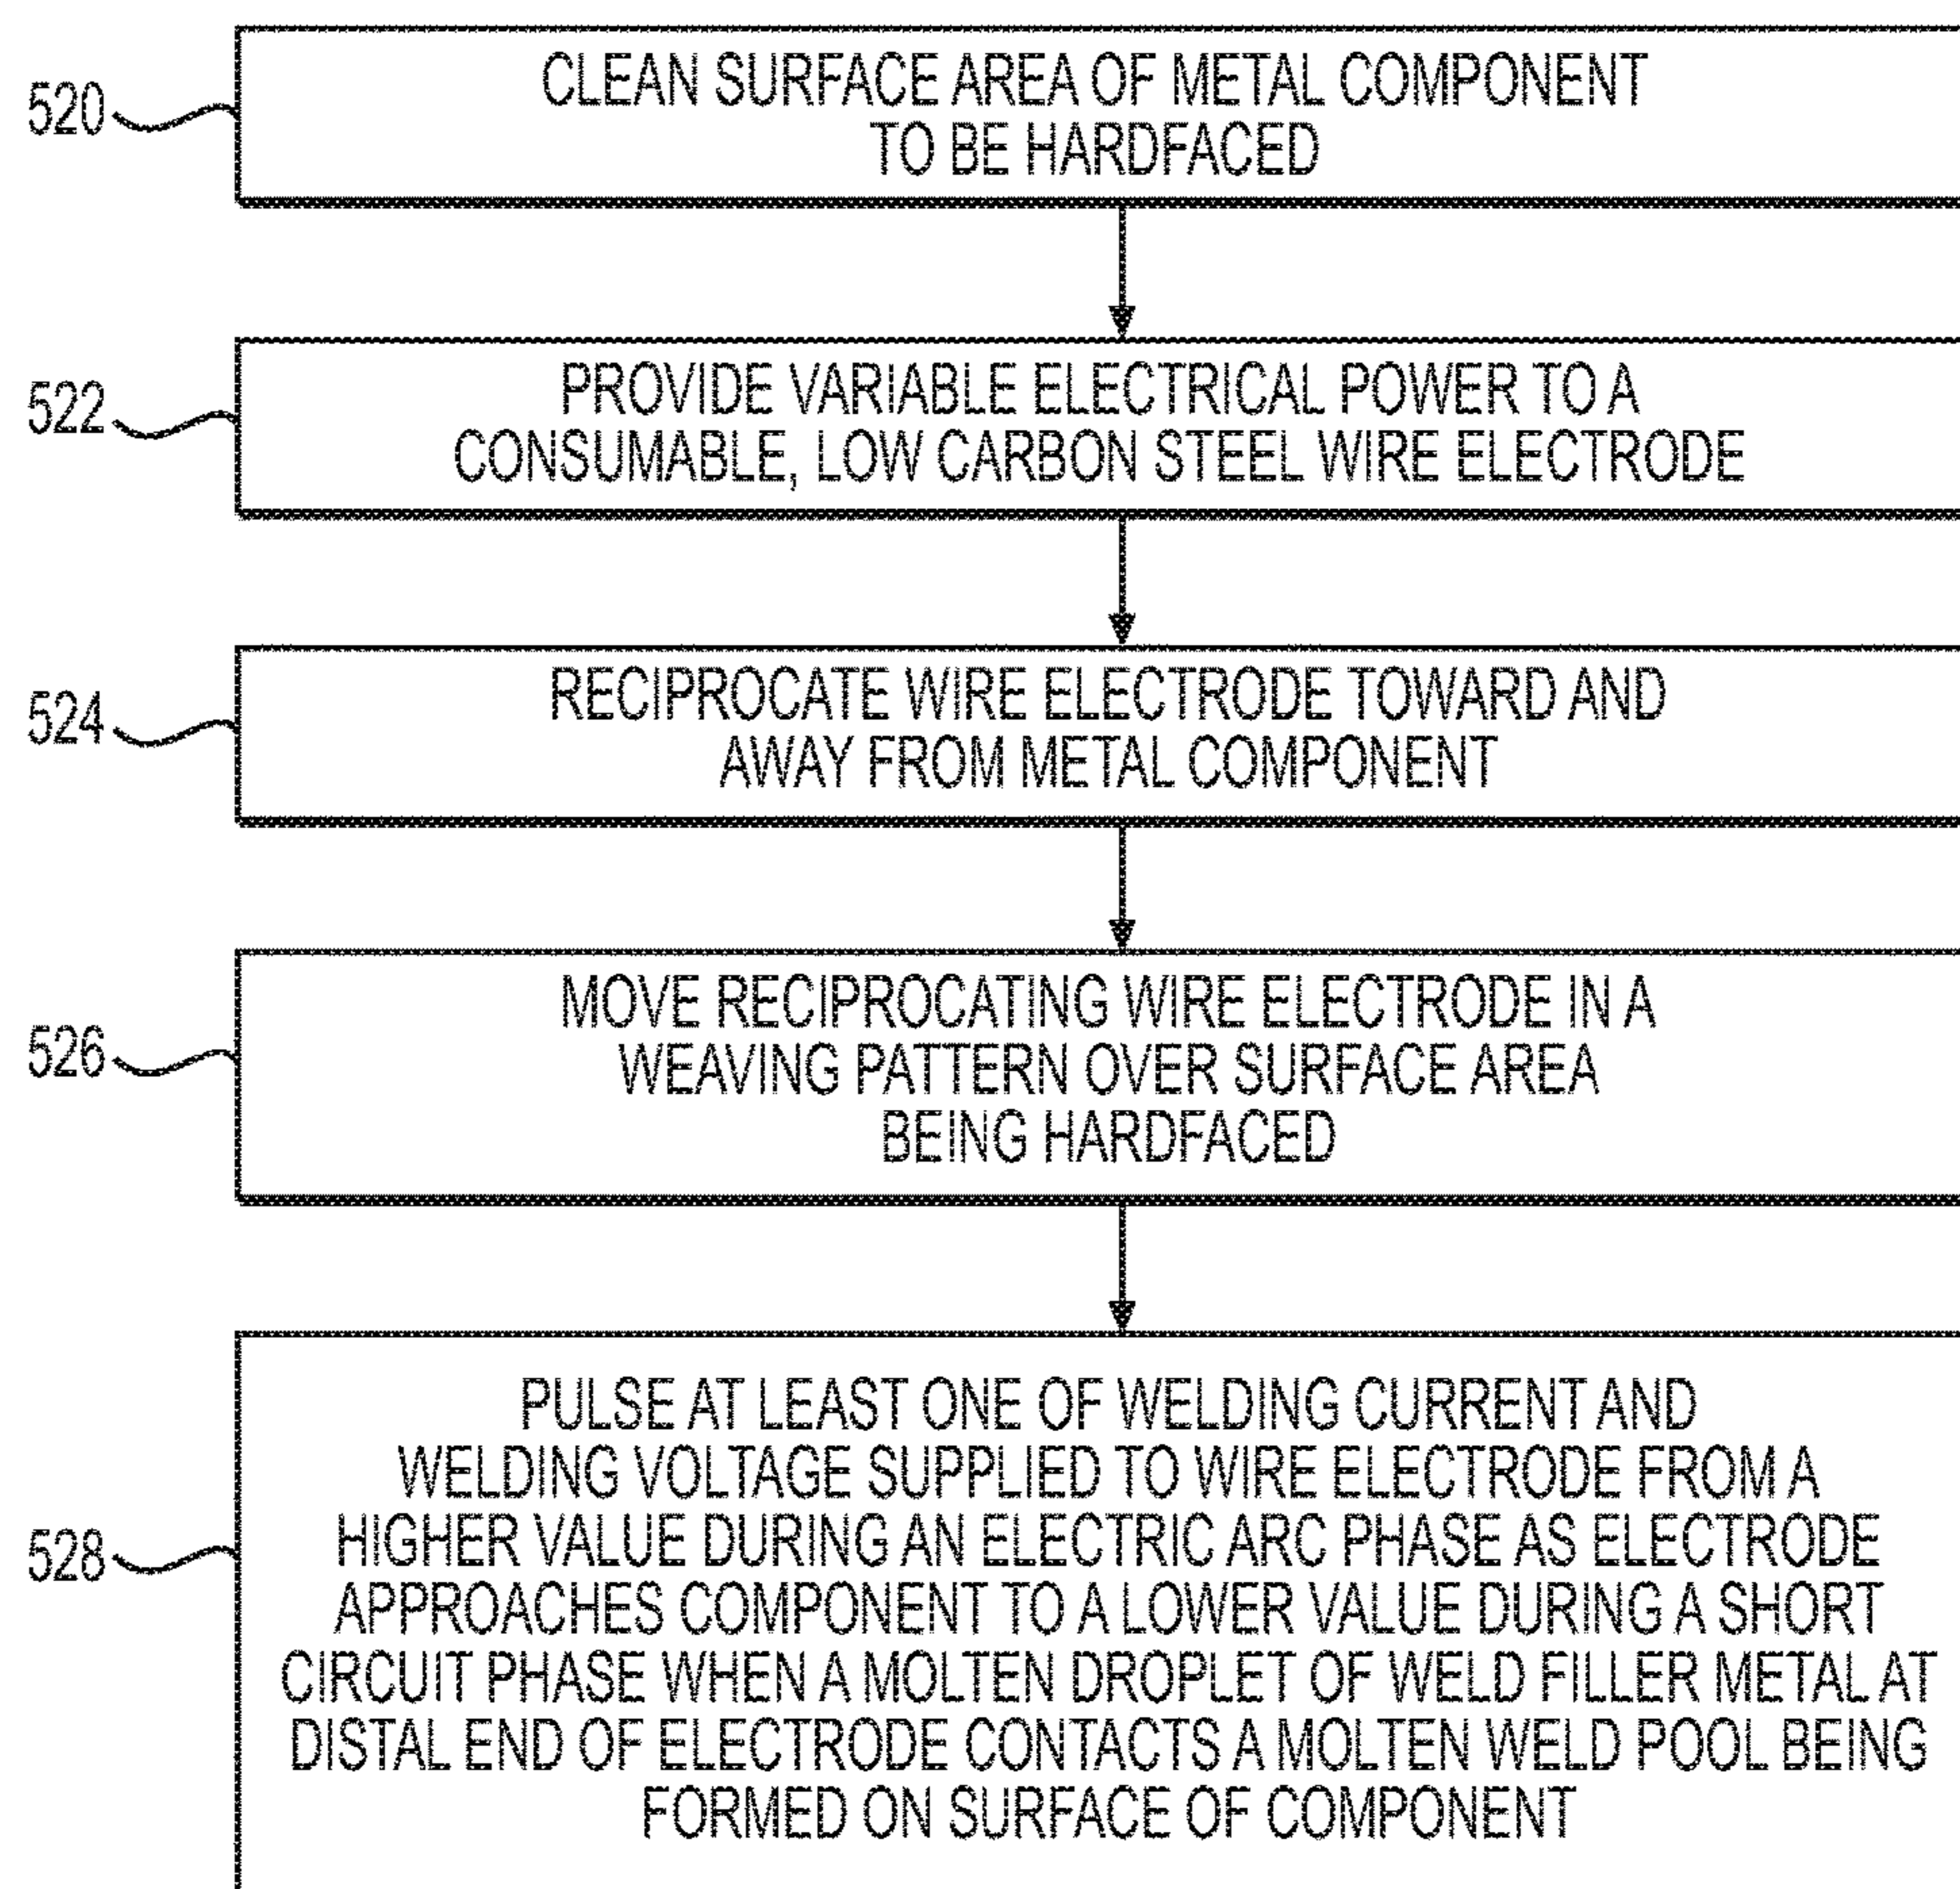 520
CLEAN SURFACE AREA OF METAL COMPONENT
TO BE HARDFACED
522
PROVIDE VARIABLE ELECTRICAL POWER TO A
CONSUMABLE, LOW CARBON STEEL WIRE ELECTRODE
524
RECIPROCATE WIRE ELECTRODE TOWARD AND
AWAY FROM METAL COMPONENT
526
MOVE RECIPROCATING WIRE ELECTRODE IN A
WEAVING PATTERN OVER SURFACE AREA
BEING HARDFACED
528
PULSE AT LEAST ONE OF WELDING CURRENT AND
WELDING VOLTAGE SUPPLIED TO WIRE ELECTRODE FROM A
HIGHER VALUE DURING AN ELECTRIC ARC PHASE AS ELECTRODE
APPROACHES COMPONENT TO A LOWER VALUE DURING A SHORT
CIRCUIT PHASE WHEN A MOLTEN DROPLET OF WELD FILLER METAL AT
DISTAL END OF ELECTRODE CONTACTS A MOLTEN WELD POOL BEING
FORMED ON SURFACE OF COMPONENT